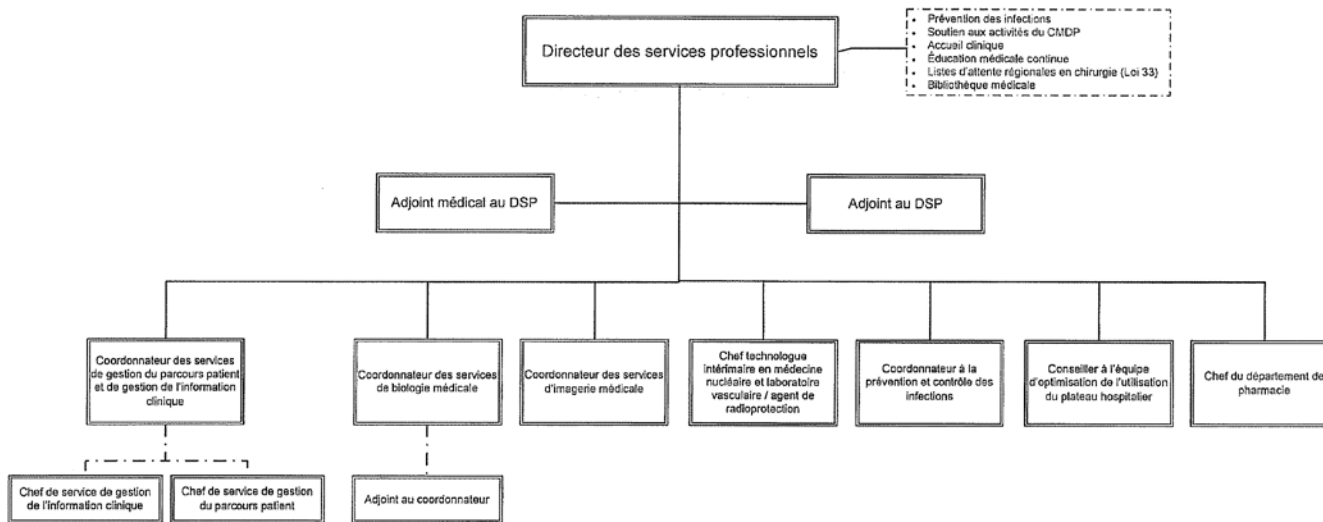 Directeur des services professionnels
• Prévention des infections
• Soutien aux activités du CMDP
• Accueil clinique
• Éducation médicale continue
• Listes d'attente régionales en chirurgie (Loi 33)
• Bibliothèque médicale
Adjoint médical au DSP
Adjoint au DSP
Coordonnateur des services
de gestion du parcours patient
et de gestion de l'information
clinique
Coordonnateur des services
de biologie médicale
Coordonnateur des services
d'imagerie médicale
Chef technologue
intérimaire en médecine
nucléaire et laboratoire
vasculaire / agent de
radioprotection
Coordonnateur à la
prévention et contrôle des
infections
Conseiller à l'équipe
d'optimisation de l'utilisation
du plateau hospitalier
Chef du département de
pharmacie
Chef de service de gestion
de l'information clinique
Chef de service de gestion
du parcours patient
Adjoint au coordonnateur